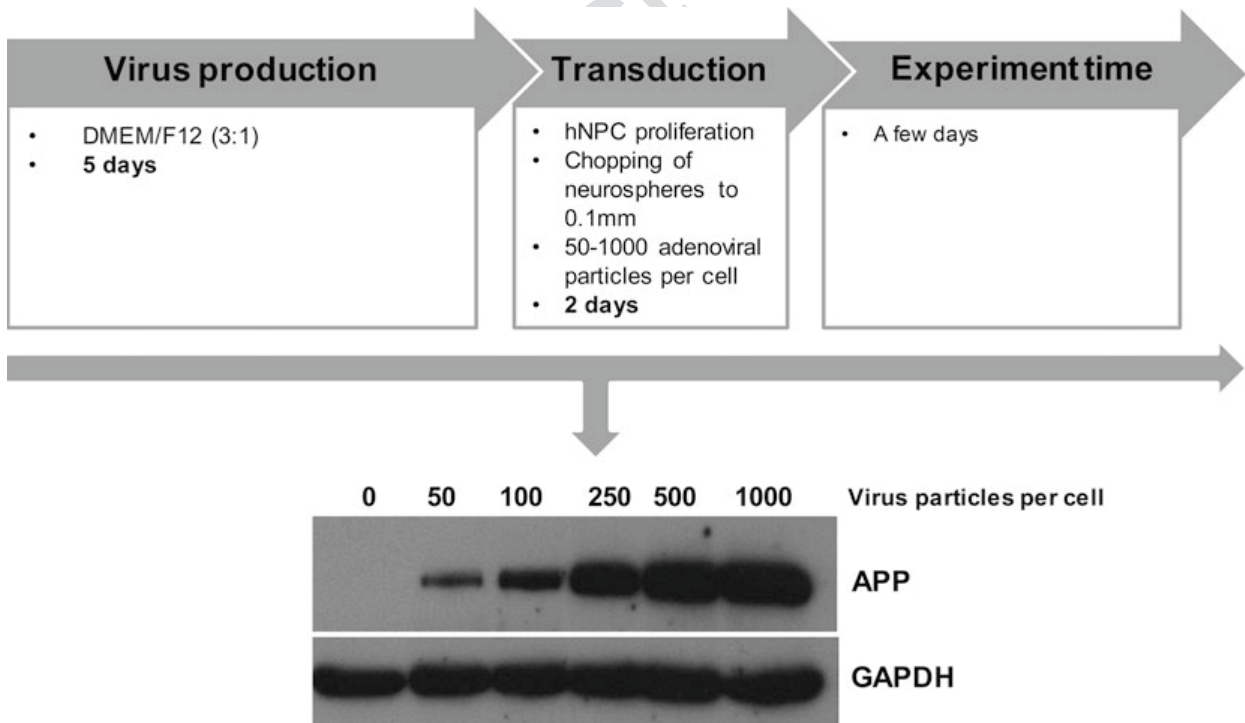 Virus production
Transduction
Experiment time
• DMEM/F12 (3:1)
• 5 days
• hNPC proliferation
• Chopping of
neurospheres to
0.1mm
• 50-1000 adenoviral
particles per cell
• 2 days
• A few days
0 50 100 250 500 1000 Virus particles per cell
APP
GAPDH